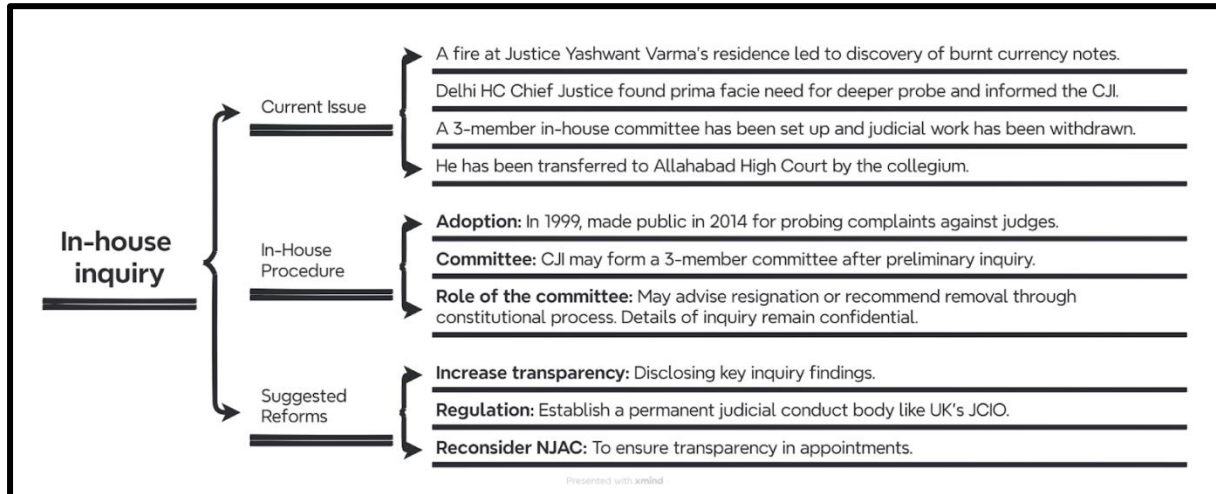 In-house
inquiry
Current Issue
A fire at Justice Yashwant Varma's residence led to discovery of burnt currency notes.
Delhi HC Chief Justice found prima facie need for deeper probe and informed the CJI.
A 3-member in-house committee has been set up and judicial work has been withdrawn.
He has been transferred to Allahabad High Court by the collegium.
In-House
Procedure
Adoption: In 1999, made public in 2014 for probing complaints against judges.
Committee: CJI may form a 3-member committee after preliminary inquiry.
Role of the committee: May advise resignation or recommend removal through
constitutional process. Details of inquiry remain confidential.
Suggested
Reforms
Increase transparency: Disclosing key inquiry findings.
Regulation: Establish a permanent judicial conduct body like UK's JCIO.
Reconsider NJAC: To ensure transparency in appointments.
Presented with xmind